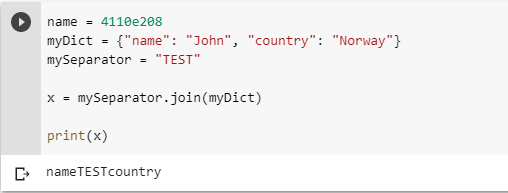 name = 4110e208
myDict = {"name": "John", "country": "Norway"}
mySeparator = "TEST"
x = mySeparator.join(myDict)
print(x)
nameTESTcountry